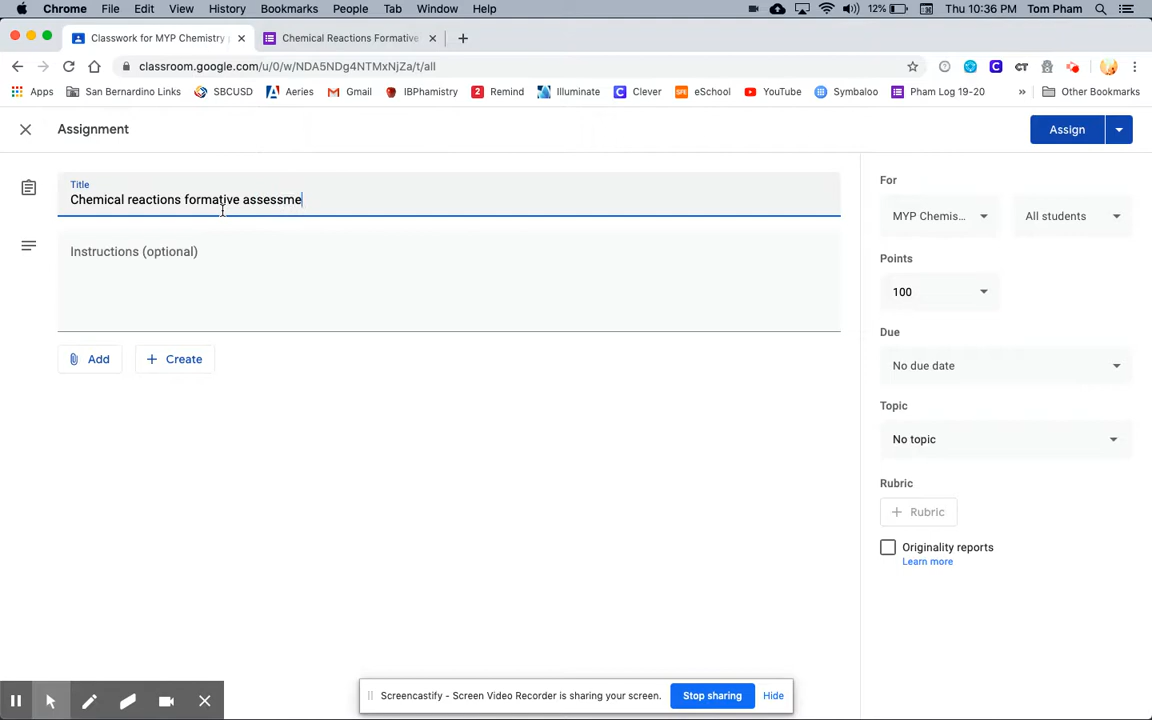 Chrome File Edit View History Bookmarks People Tab Window Help 12% Thu 10:36 PM Tom Pham
Classwork for MYP Chemistry Chemical Reactions Formative
classroom.google.com/u/0/w/NDA5NDg4NTMxNjZa/t/all
Apps San Bernardino Links SBCUSD Aeries Gmail IBPhamistry 2 Remind Illuminate Clever eSchool YouTube Symbaloo Pham Log 19-20 » Other Bookmarks
Assignment Assign
Title
Chemical reactions formative assessme
Instructions (optional)
Add + Create
For
MYP Chemis... All students
Points
100
Due
No due date
Topic
No topic
Rubric
+ Rubric
Originality reports
Learn more
Screencastify - Screen Video Recorder is sharing your screen. Stop sharing Hide